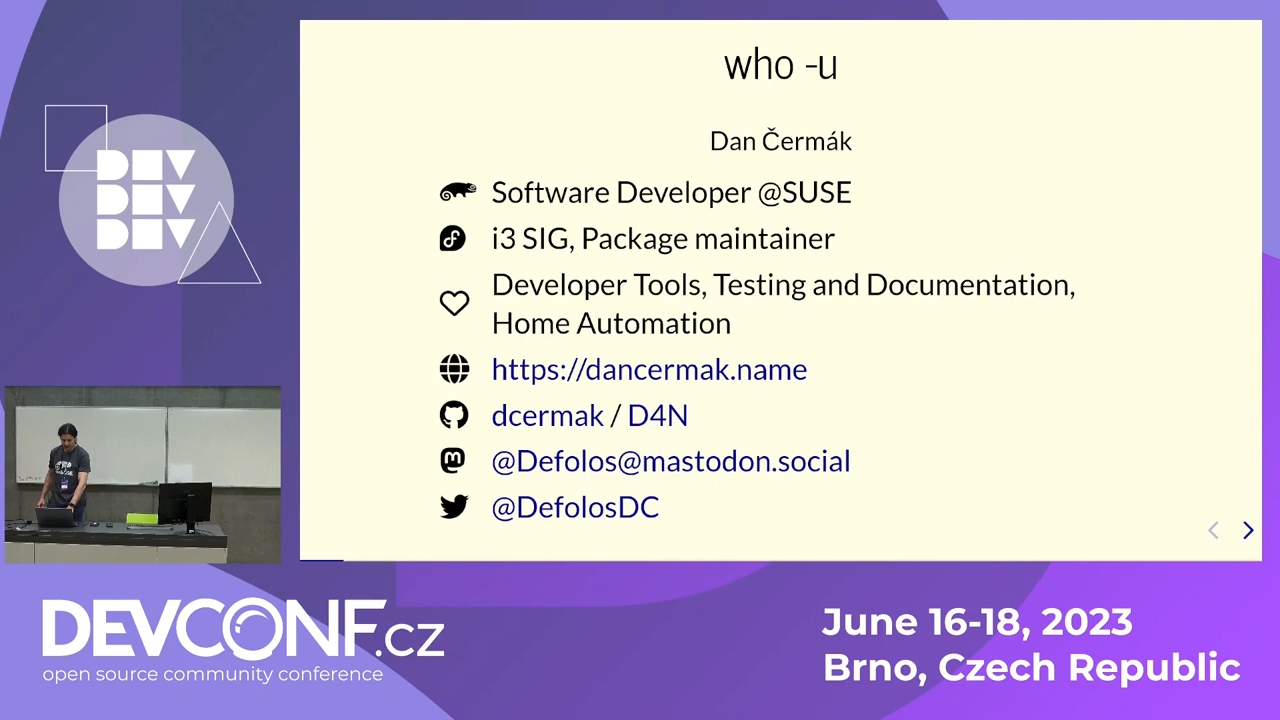 who -u
Dan Čermák
Software Developer @SUSE
i3 SIG, Package maintainer
Developer Tools, Testing and Documentation,
Home Automation
https://dancermak.name
dcermak / D4N
@Defolos@mastodon.social
@DefolosDC
DEV
DEV
DEV
DEVCONF.cz
open source community conference
June 16-18, 2023
Brno, Czech Republic